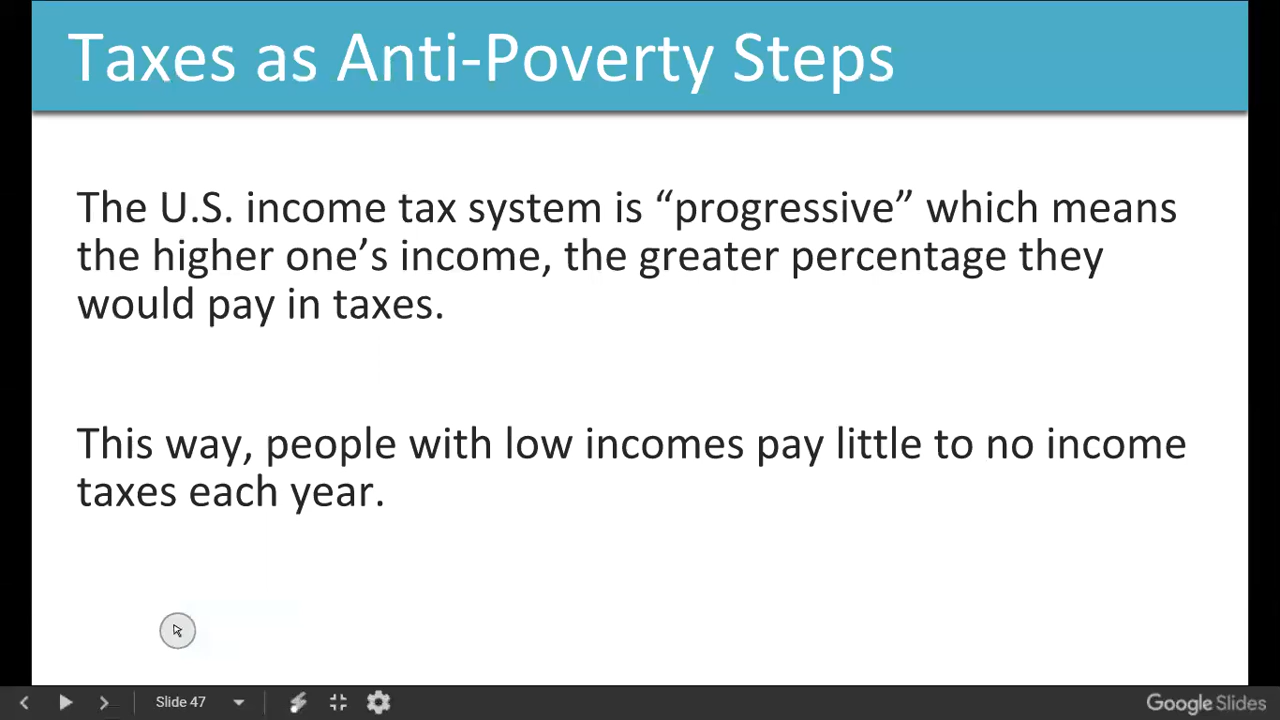 Taxes as Anti-Poverty Steps
The U.S. income tax system is “progressive” which means
the higher one’s income, the greater percentage they
would pay in taxes.
This way, people with low incomes pay little to no income
taxes each year.
Slide 47
Google Slides